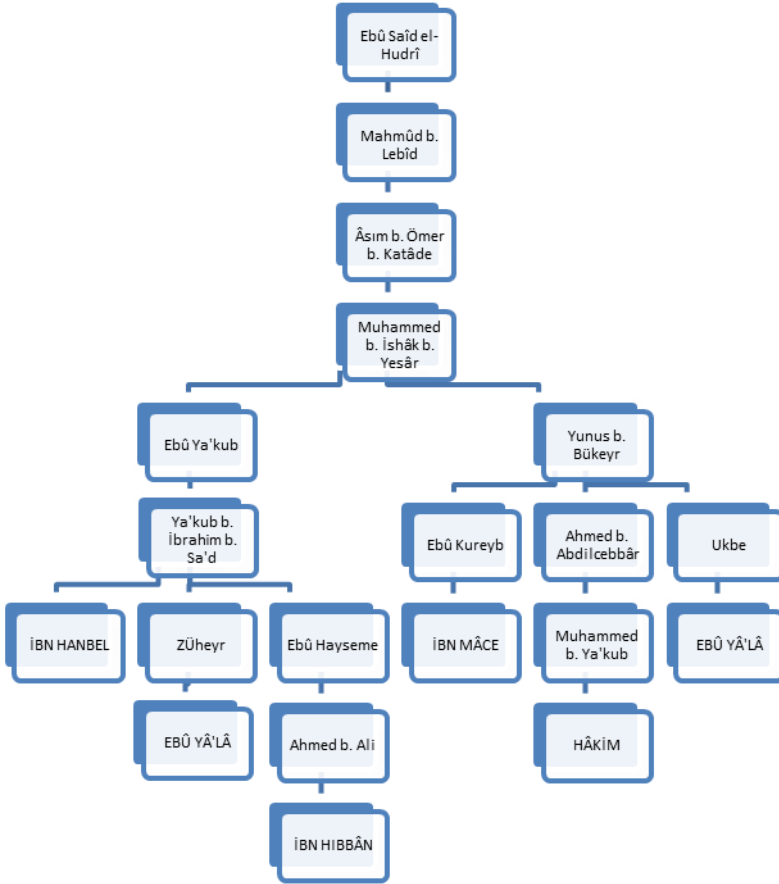 Ebû Saîd el-
Hudrî
Mahmûd b.
Lebîd
Âsım b. Ömer
b. Katâde
Muhammed
b. İshâk b.
Yesâr
Ebû Ya'kub
Yunus b.
Bükeyr
Ya'kub b.
İbrahim b.
Sa'd
Ebû Kureyb
Ahmed b.
Abdilcebbâr
Ukbe
İBN HANBEL
ZÜheyr
Ebû Hayseme
İBN MÂCE
Muhammed
b. Ya'kub
EBÛ YÂ'LÂ
EBÛ YÂ'LÂ
Ahmed b. Ali
HÂKİM
İBN HIBBÂN